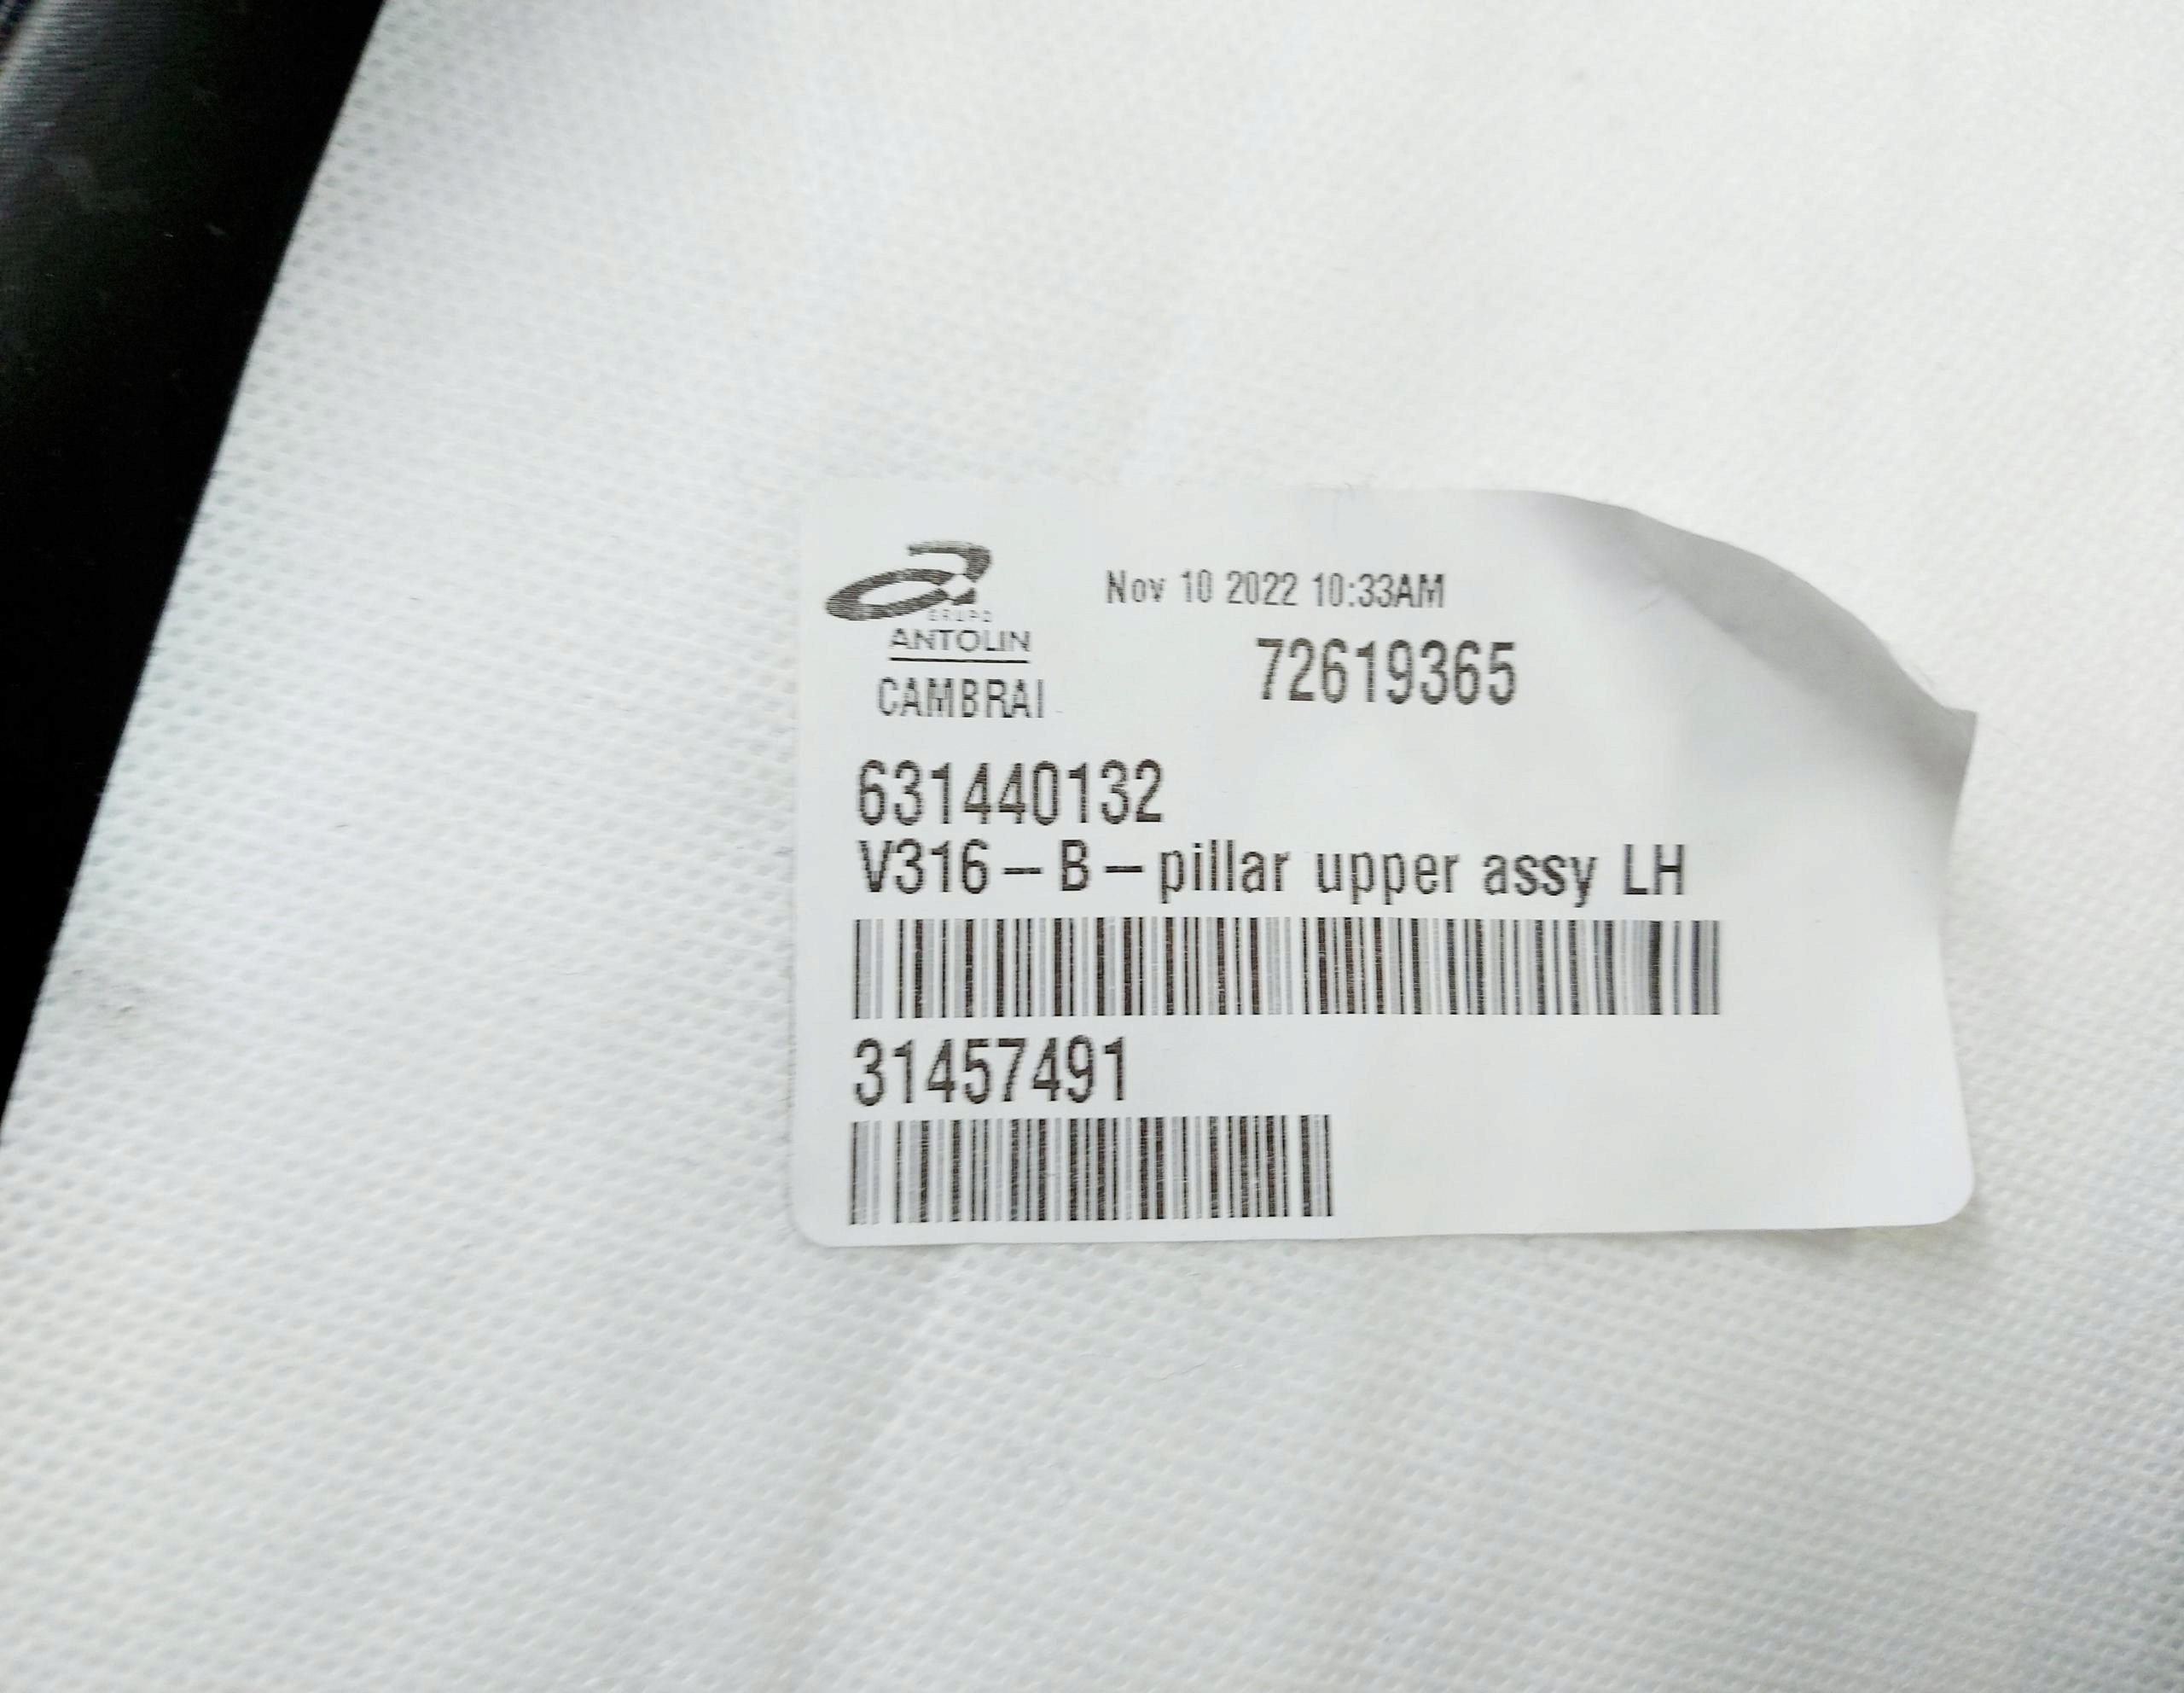 GRUPO
ANTOLIN
CAMBRAI
Nov 10 2022 10:33AM
72619365
631440132
V316-B-pillar upper assy LH
31457491